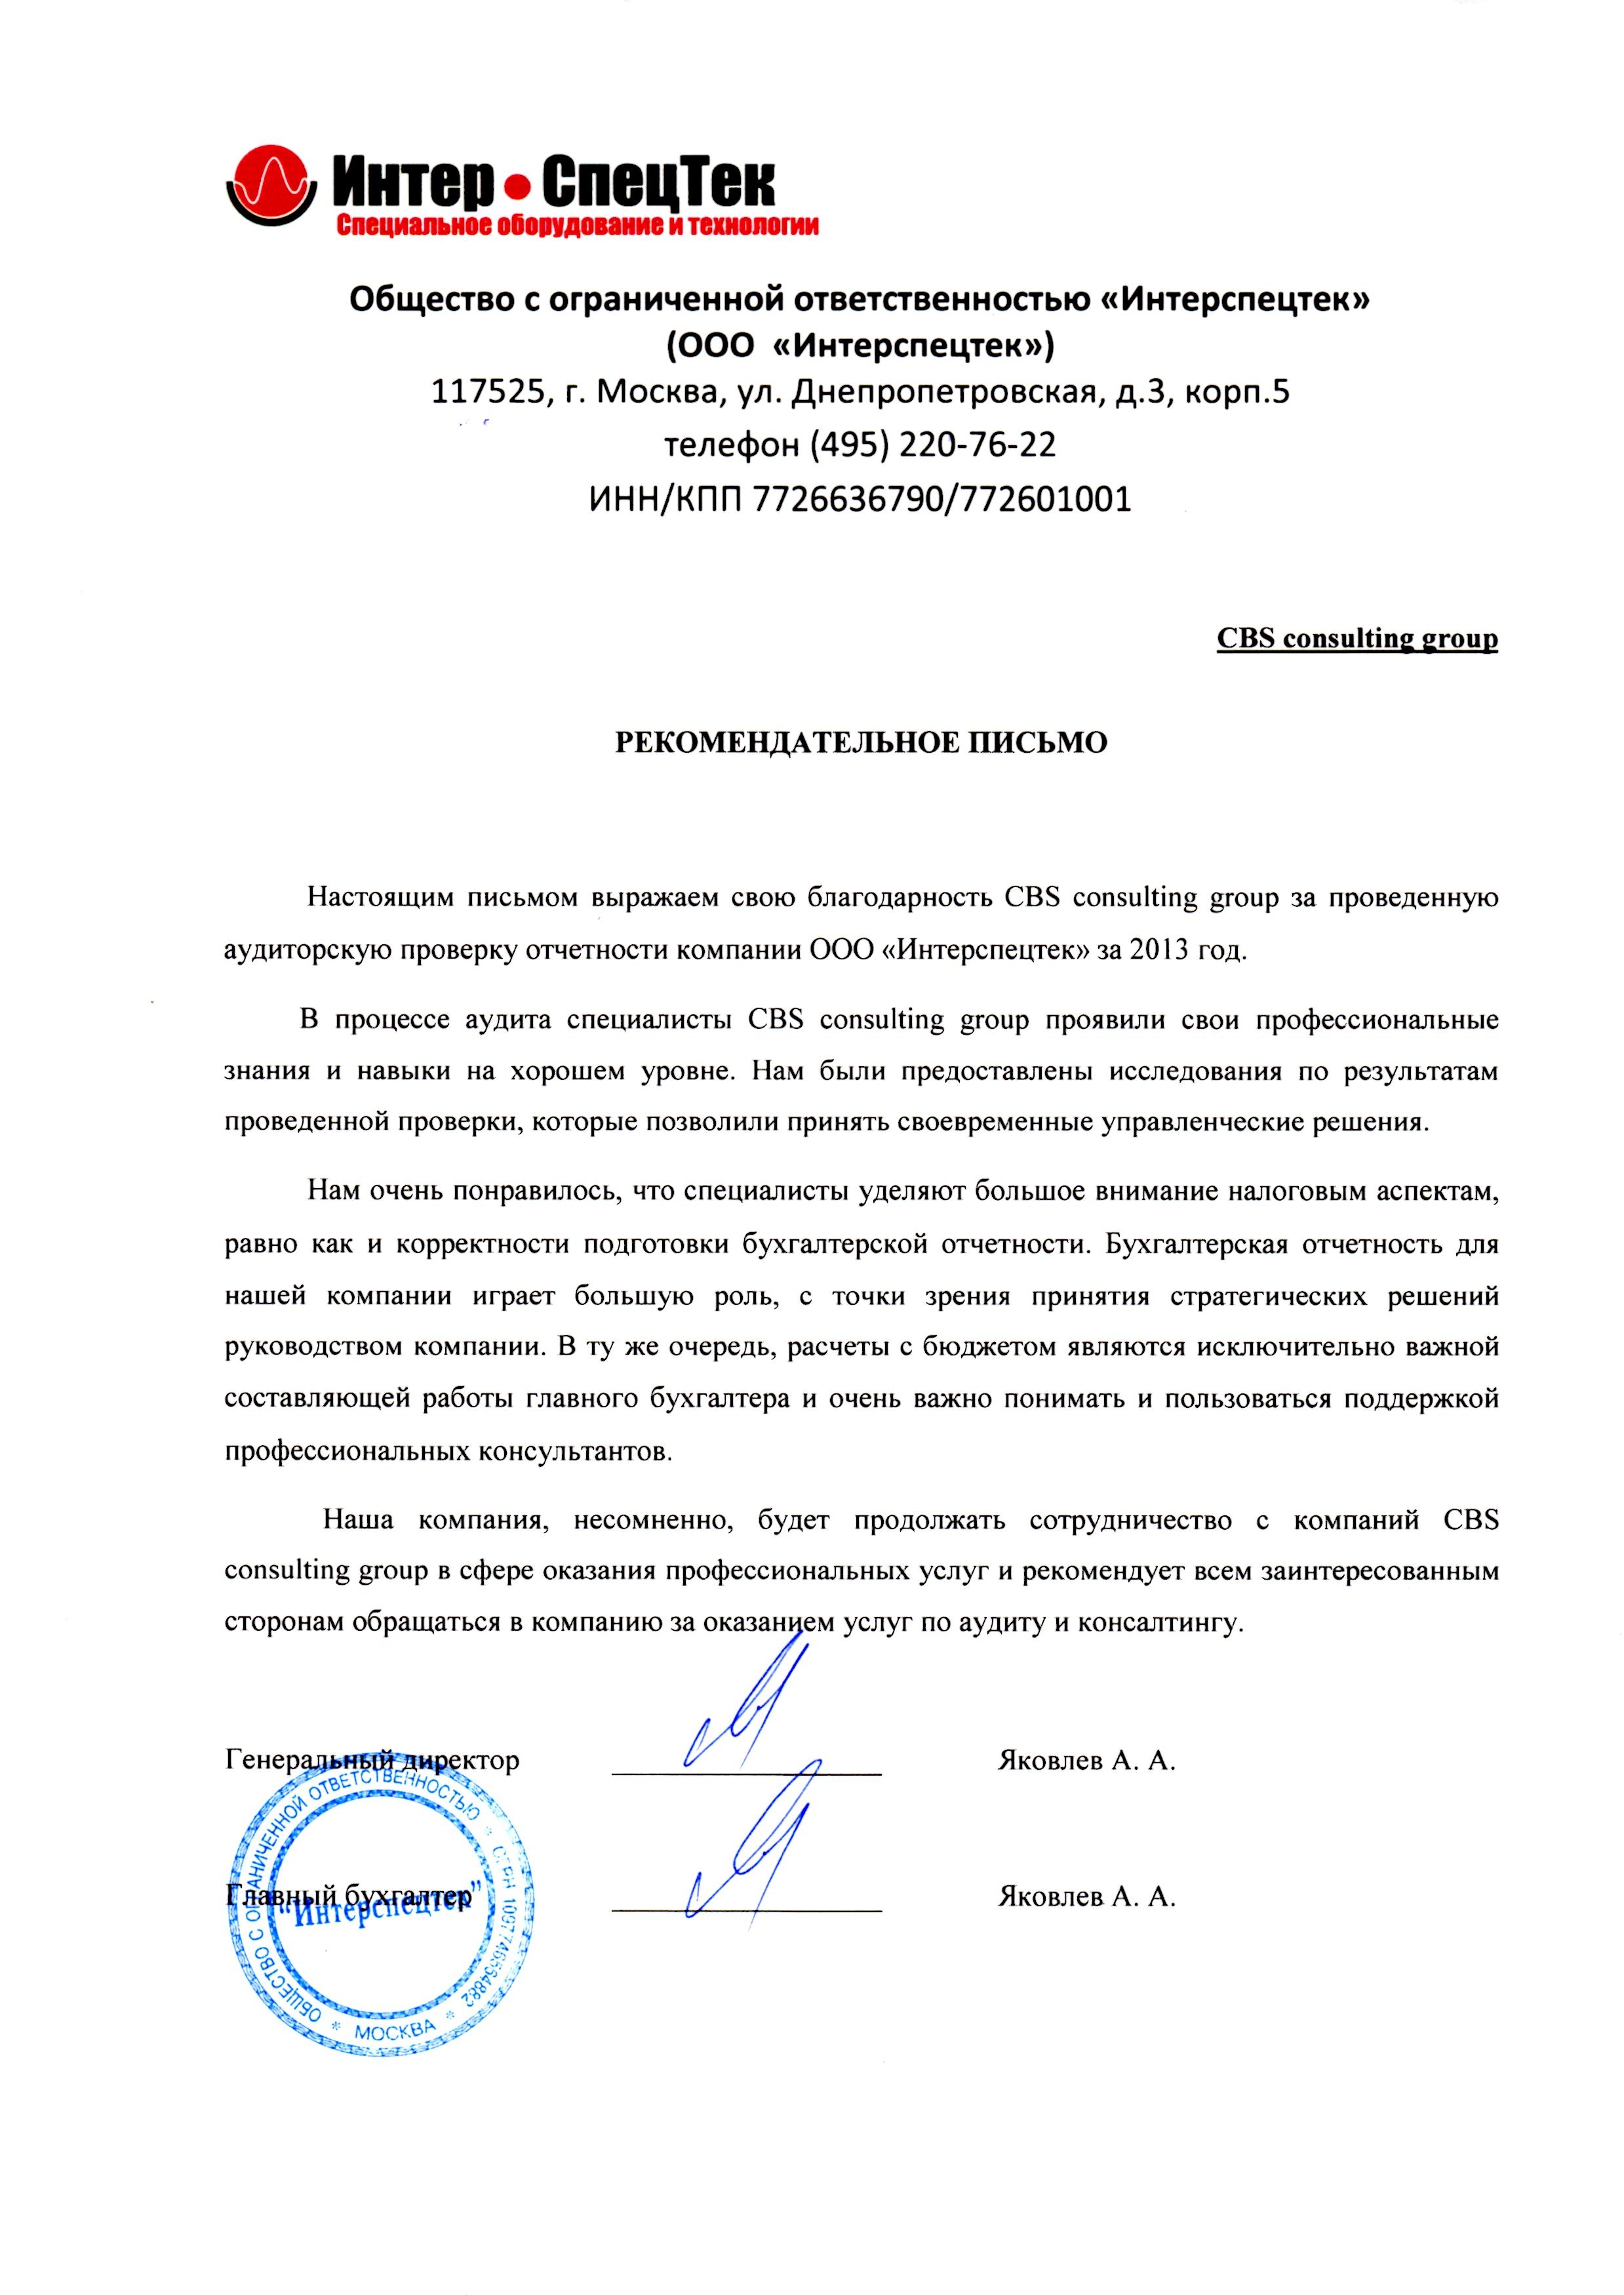 Интер • СпецТек
Специальное оборудование и технологии
Общество с ограниченной ответственностью «Интерспецтек»
(ООО «Интерспецтек»)
117525, г. Москва, ул. Днепропетровская, д.3, корп.5
телефон (495) 220-76-22
ИНН/КПП 7726636790/772601001
CBS consulting group
РЕКОМЕНДАТЕЛЬНОЕ ПИСЬМО
Настоящим письмом выражаем свою благодарность CBS consulting group за проведенную
аудиторскую проверку отчетности компании ООО «Интерспецтек» за 2013 год.
В процессе аудита специалисты CBS consulting group проявили свои профессиональные
знания и навыки на хорошем уровне. Нам были предоставлены исследования по результатам
проведенной проверки, которые позволили принять своевременные управленческие решения.
Нам очень понравилось, что специалисты уделяют большое внимание налоговым аспектам,
равно как и корректности подготовки бухгалтерской отчетности. Бухгалтерская отчетность для
нашей компании играет большую роль, с точки зрения принятия стратегических решений
руководством компании. В ту же очередь, расчеты с бюджетом являются исключительно важной
составляющей работы главного бухгалтера и очень важно понимать и пользоваться поддержкой
профессиональных консультантов.
Наша компания, несомненно, будет продолжать сотрудничество с компаний CBS
consulting group в сфере оказания профессиональных услуг и рекомендует всем заинтересованным
сторонам обращаться в компанию за оказанием услуг по аудиту и консалтингу.
Генеральный директор Яковлев А. А.
Главный бухгалтер Яковлев А. А.
ОБЩЕСТВО С ОГРАНИЧЕННОЙ ОТВЕТСТВЕННОСТЬЮ * ОГРН
* МОСКВА *
"Интерспецтек"